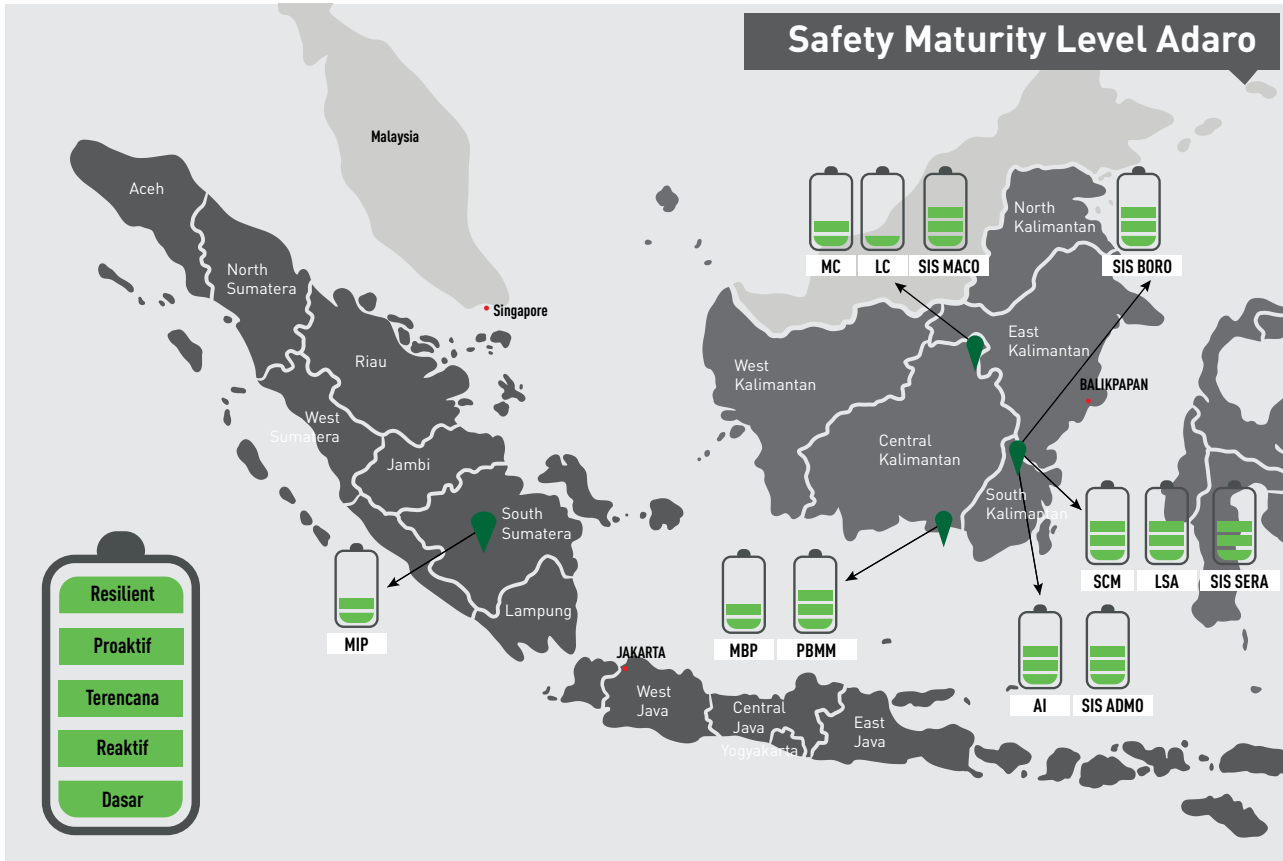 Safety Maturity Level Adaro
Malaysia
Aceh
North
Sumatera
Singapore
Riau
West
Sumatera
Jambi
South
Sumatera
Lampung
MC
LC
SIS MACO
SIS BORO
North
Kalimantan
East
Kalimantan
West
Kalimantan
BALIKPAPAN
Central
Kalimantan
South
Kalimantan
SCM
LSA
SIS SERA
MIP
MBP
PBMM
AI
SIS ADMO
JAKARTA
West
Java
Central
Java
Yogyakarta
East
Java
Resilient
Proaktif
Terencana
Reaktif
Dasar